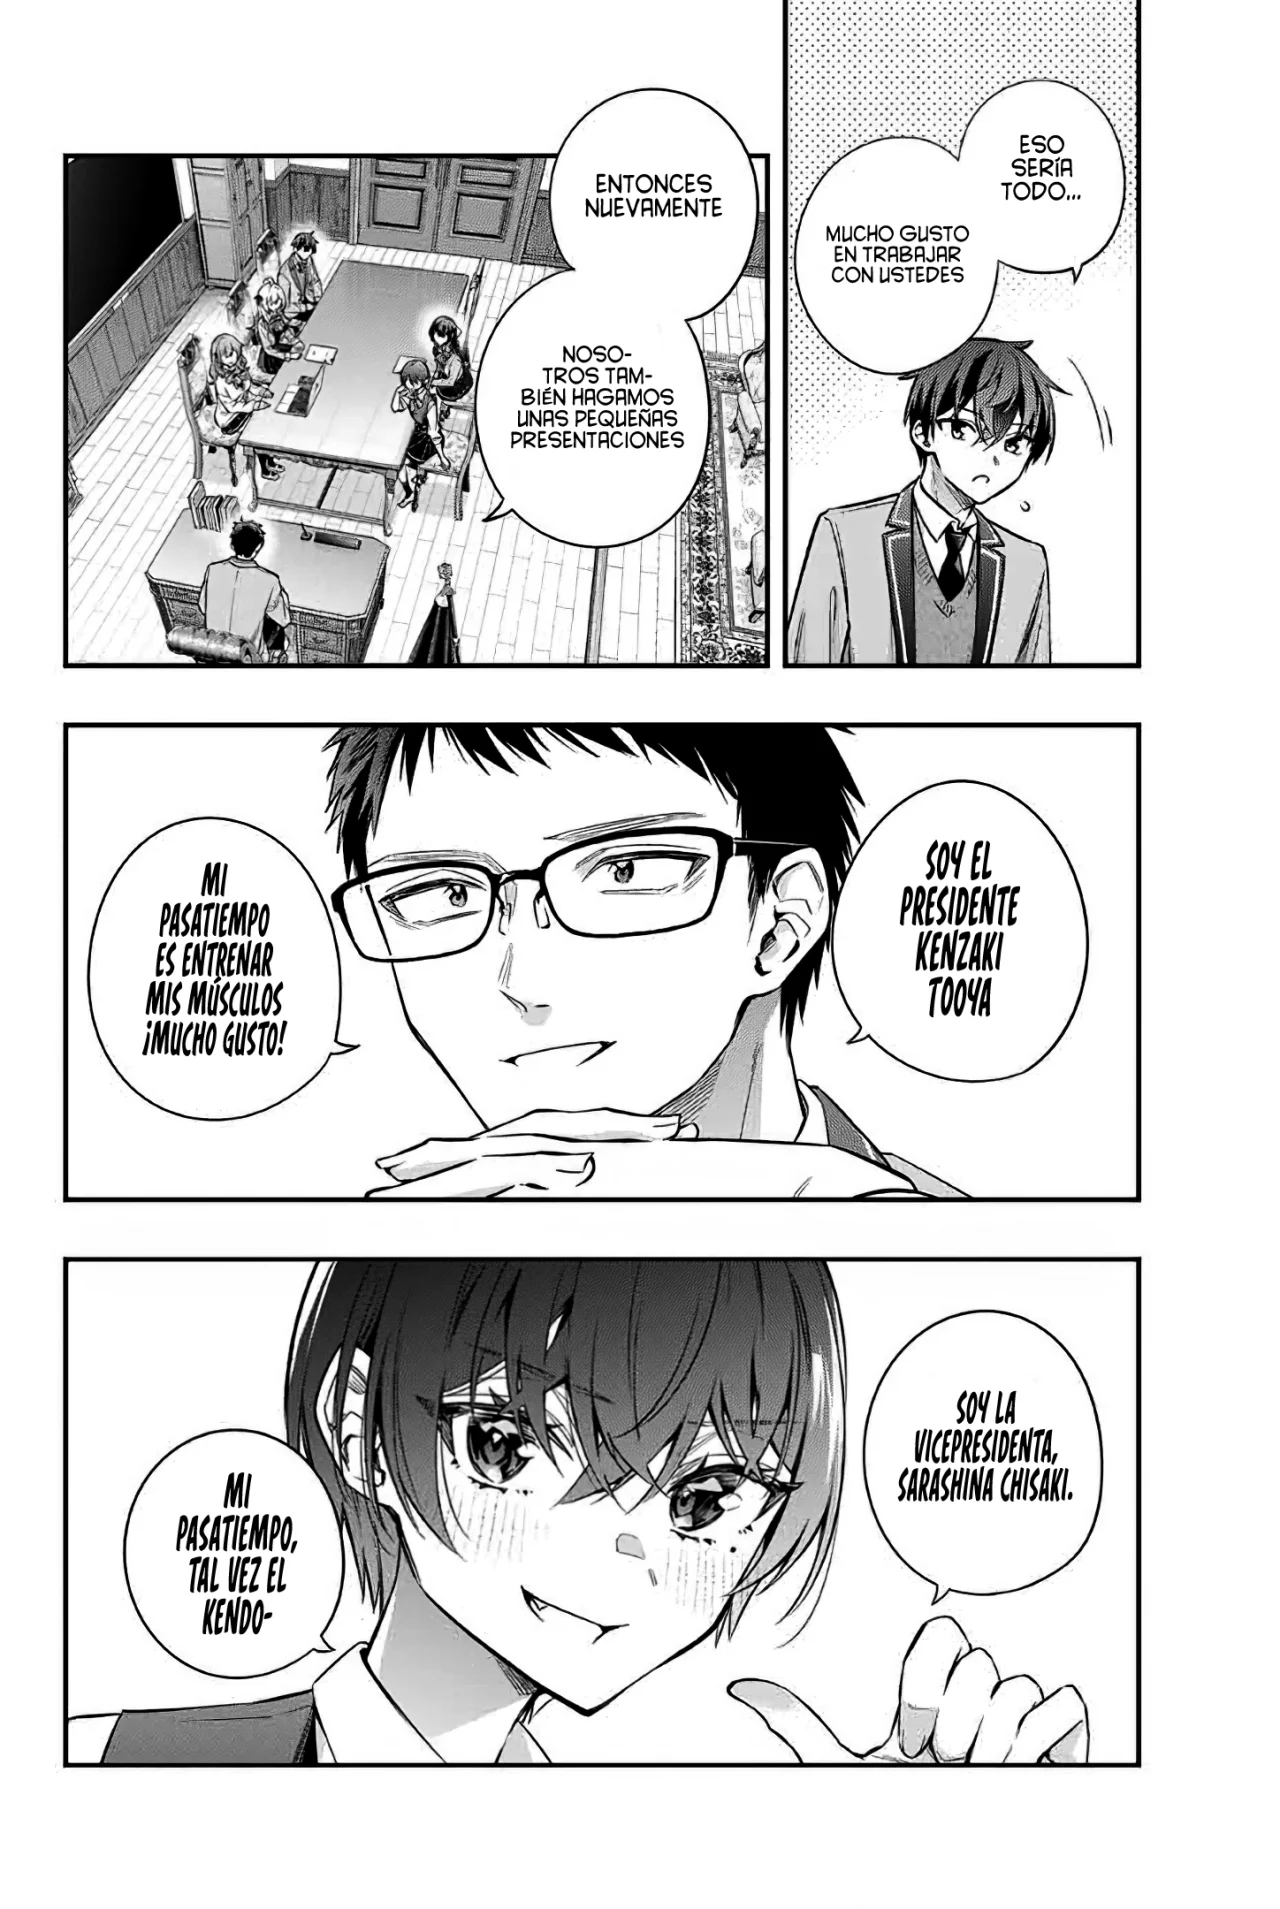 ESO
SERÍA
TODO...
MUCHO GUSTO
EN TRABAJAR
CON USTEDES
ENTONCES
NUEVAMENTE
NOSO-
TROS TAM-
BIÉN HAGAMOS
UNAS PEQUEÑAS
PRESENTACIONES
SOY EL
PRESIDENTE
KENZAKI
TOOYA
MI
PASATIEMPO
ES ENTRENAR
MIS MÚSCULOS
¡MUCHO GUSTO!
SOY LA
VICEPRESIDENTA,
SARASHINA CHISAKI.
MI
PASATIEMPO,
TAL VEZ EL
KENDO-